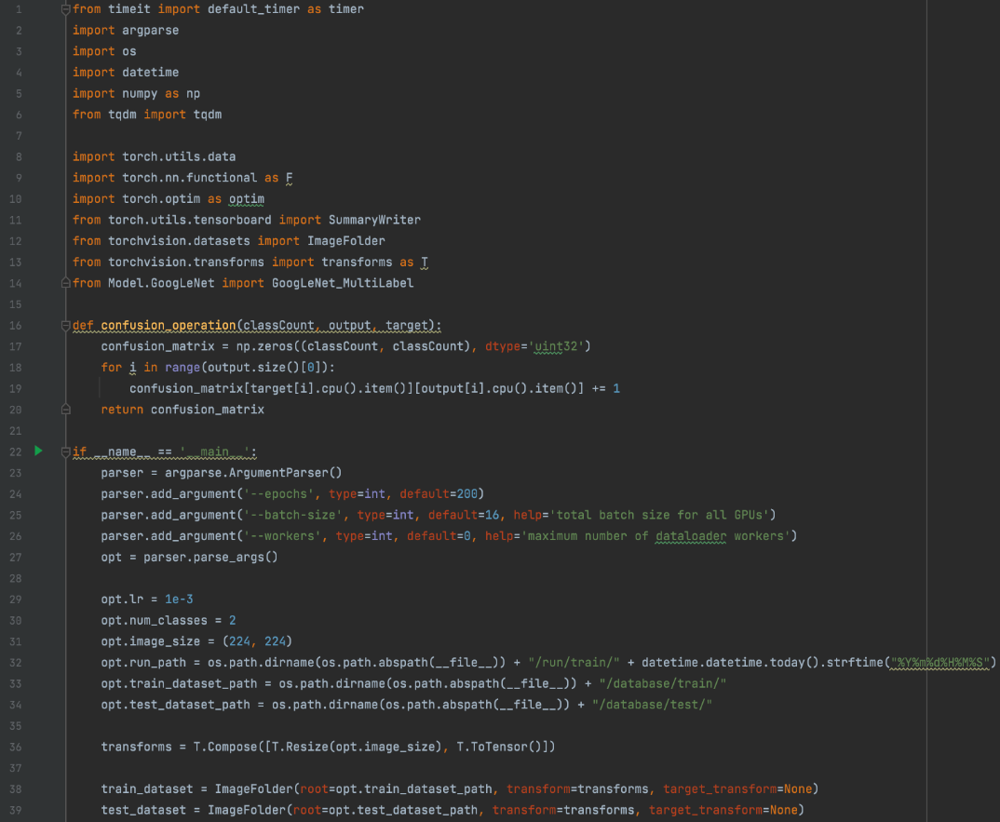 1 from timeit import default_timer as timer
2 import argparse
3 import os
4 import datetime
5 import numpy as np
6 from tqdm import tqdm
7
8 import torch.utils.data
9 import torch.nn.functional as F
10 import torch.optim as optim
11 from torch.utils.tensorboard import SummaryWriter
12 from torchvision.datasets import ImageFolder
13 from torchvision.transforms import transforms as T
14 from Model.GoogLeNet import GoogLeNet_MultiLabel
15
16 def confusion_operation(classCount, output, target):
17     confusion_matrix = np.zeros((classCount, classCount), dtype='uint32')
18     for i in range(output.size()[0]):
19         confusion_matrix[target[i].cpu().item()][output[i].cpu().item()] += 1
20     return confusion_matrix
21
22 if __name__ == '__main__':
23     parser = argparse.ArgumentParser()
24     parser.add_argument('--epochs', type=int, default=200)
25     parser.add_argument('--batch-size', type=int, default=16, help='total batch size for all GPUs')
26     parser.add_argument('--workers', type=int, default=0, help='maximum number of dataloader workers')
27     opt = parser.parse_args()
28
29     opt.lr = 1e-3
30     opt.num_classes = 2
31     opt.image_size = (224, 224)
32     opt.run_path = os.path.dirname(os.path.abspath(__file__)) + "/run/train/" + datetime.datetime.today().strftime("%Y%m%d%H%M%S")
33     opt.train_dataset_path = os.path.dirname(os.path.abspath(__file__)) + "/database/train/"
34     opt.test_dataset_path = os.path.dirname(os.path.abspath(__file__)) + "/database/test/"
35
36     transforms = T.Compose([T.Resize(opt.image_size), T.ToTensor()])
37
38     train_dataset = ImageFolder(root=opt.train_dataset_path, transform=transforms, target_transform=None)
39     test_dataset = ImageFolder(root=opt.test_dataset_path, transform=transforms, target_transform=None)